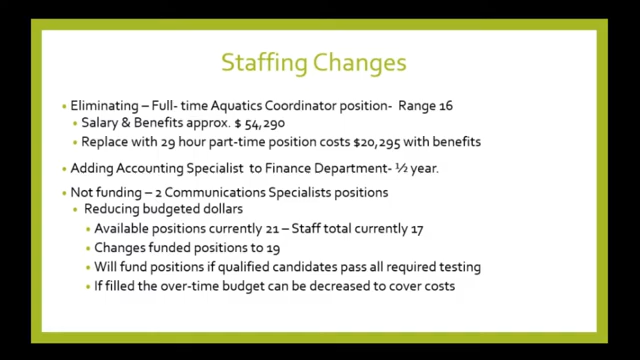 Staffing Changes
• Eliminating – Full- time Aquatics Coordinator position- Range 16
• Salary & Benefits approx. $ 54,290
• Replace with 29 hour part-time position costs $20,295 with benefits
• Adding Accounting Specialist to Finance Department- ½ year.
• Not funding – 2 Communications Specialists positions
• Reducing budgeted dollars
• Available positions currently 21 – Staff total currently 17
• Changes funded positions to 19
• Will fund positions if qualified candidates pass all required testing
• If filled the over-time budget can be decreased to cover costs